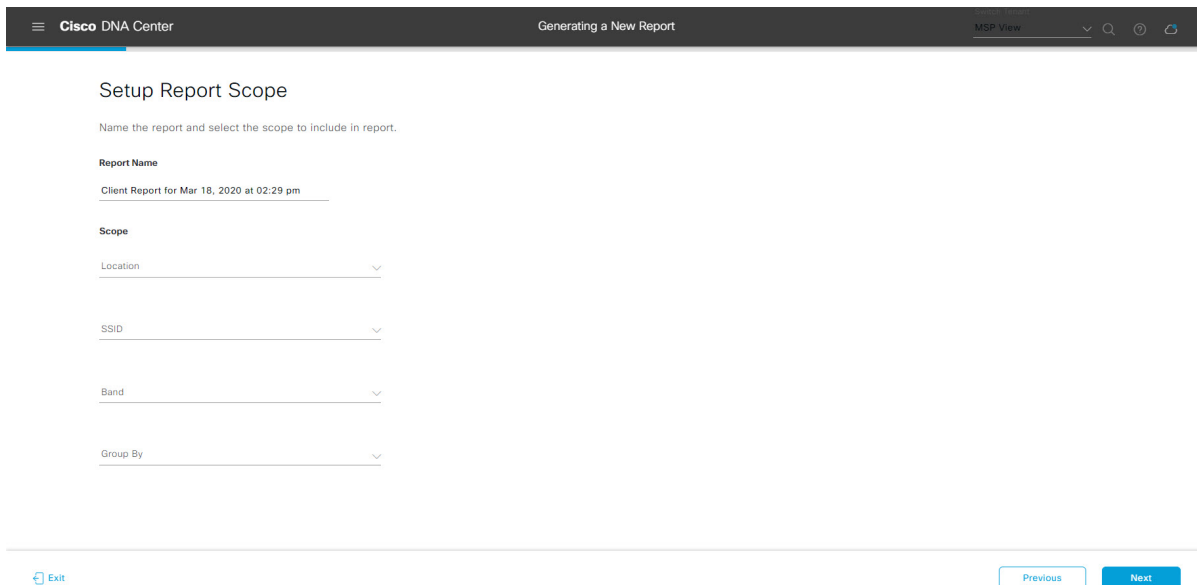 Cisco DNA Center
Generating a New Report
MSP View
Setup Report Scope
Name the report and select the scope to include in report.
Report Name
Client Report for Mar 18, 2020 at 02:29 pm
Scope
Location
SSID
Band
Group By
Exit
Previous
Next